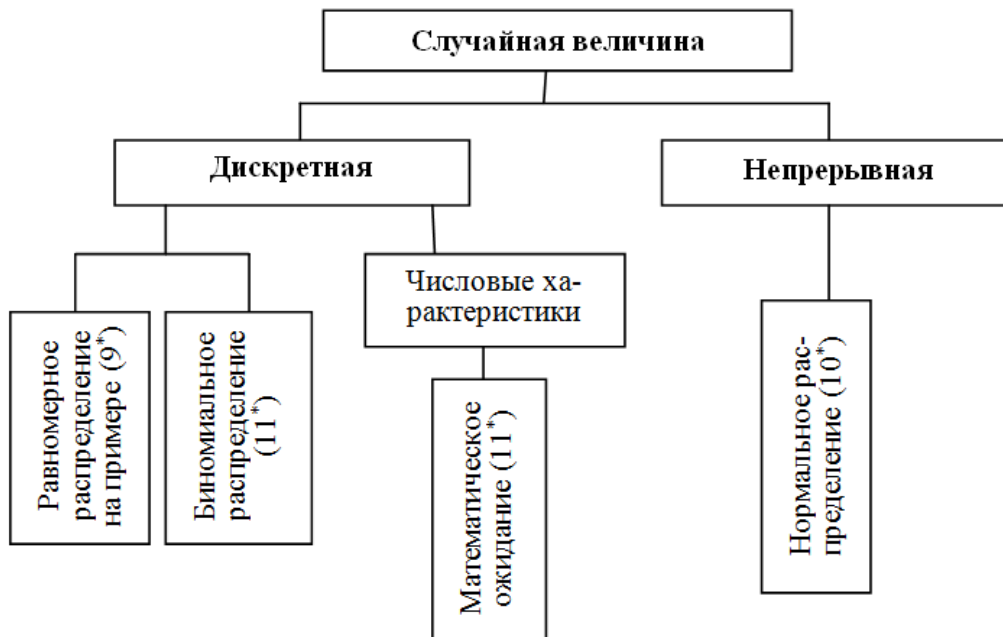 Случайная величина
Дискретная
Непрерывная
Числовые ха-
рактеристики
Равномерное
распределение
на примере (9*)
Биномиальное
распределение
(11*)
Математическое
ожидание (11*)
Нормальное рас-
пределение (10*)